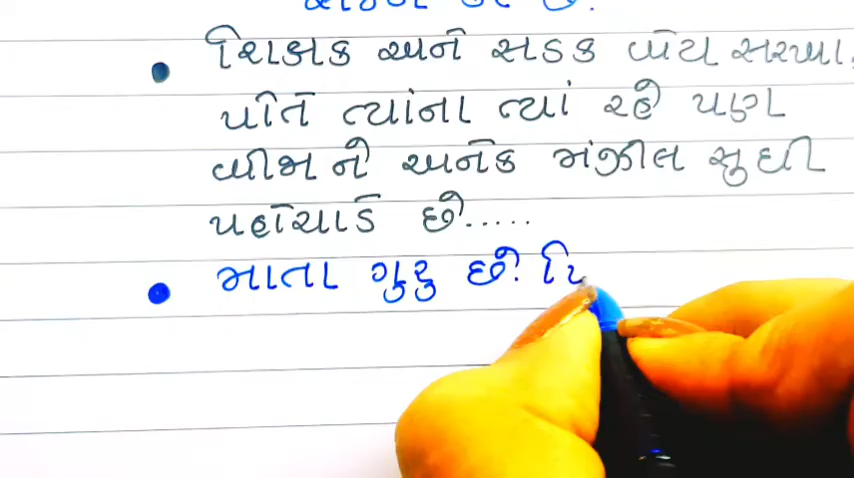 શિક્ષક અને સડક બંને સરખા.
પોતે ત્યાંના ત્યાં રહે પણ
બીજાને અનેક મંઝીલ સુધી
પહોંચાડે છે.....
માતા ગુરુ છે. પિ